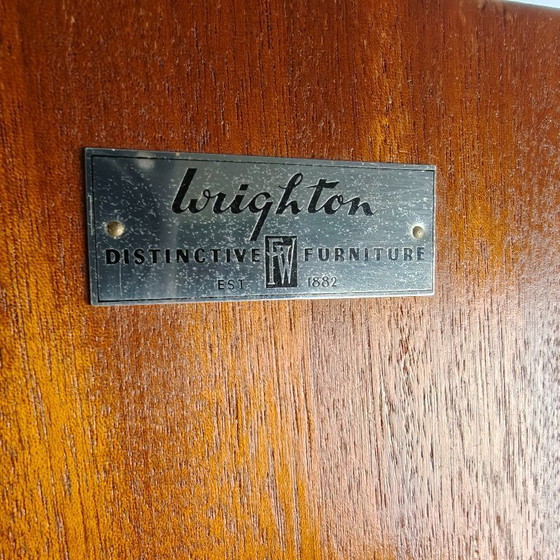 Wrighton
DISTINCTIVE FW FURNITURE
EST 1882